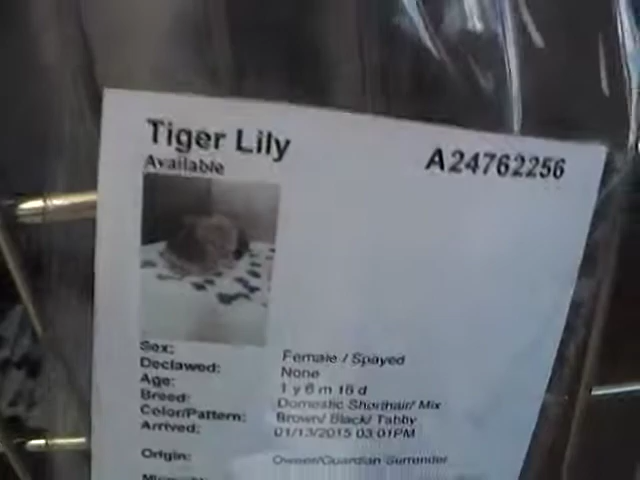 Tiger Lily
Available
A24762256
Sex: Female / Spayed
Declawed: None
Age: 1 y 6 m 16 d
Breed: Domestic Shorthair/ Mix
Color/Pattern: Brown/ Black/ Tabby
Arrived: 01/13/2015 03:01PM
Origin: Owner/Guardian Surrender